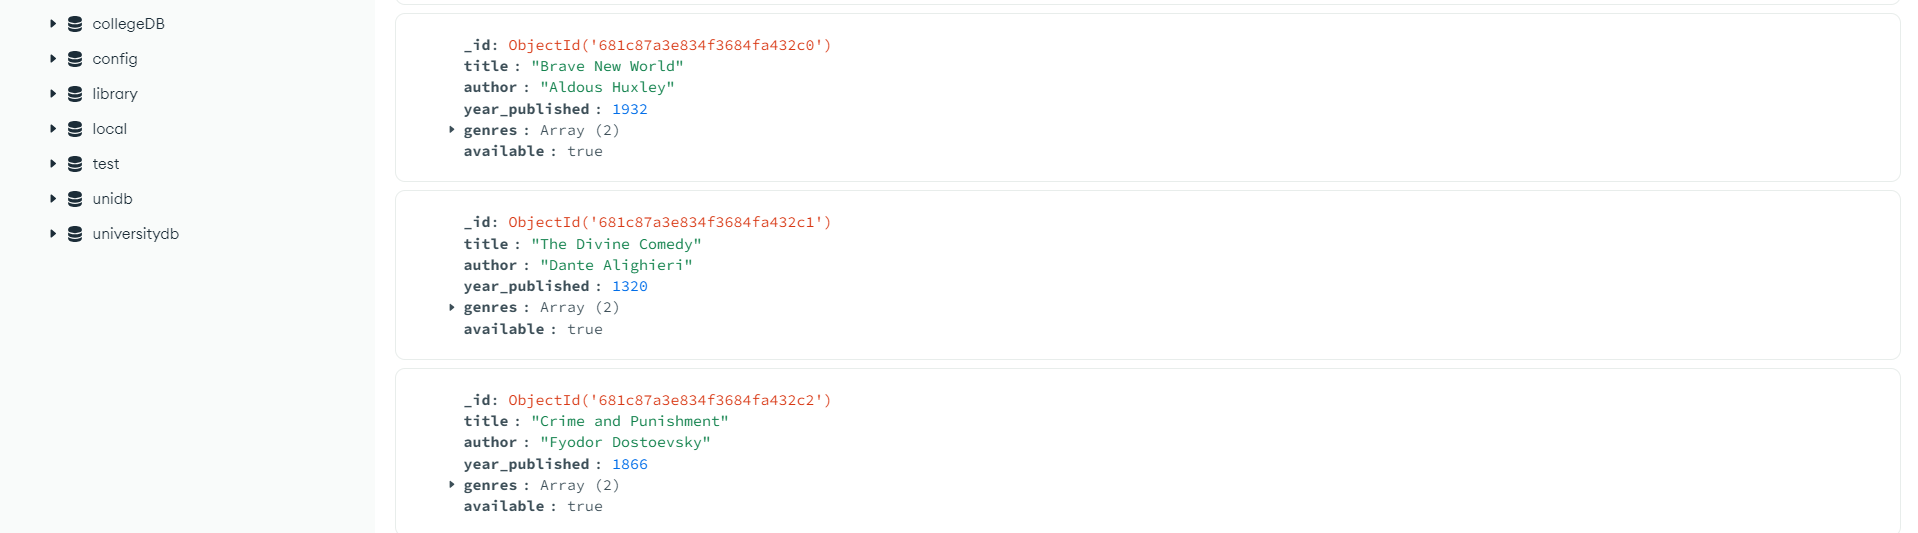 collegeDB
config
library
local
test
unidb
universitydb
_id: ObjectId('681c87a3e834f3684fa432c0')
title : "Brave New World"
author : "Aldous Huxley"
year_published : 1932
genres : Array (2)
available : true
_id: ObjectId('681c87a3e834f3684fa432c1')
title : "The Divine Comedy"
author : "Dante Alighieri"
year_published : 1320
genres : Array (2)
available : true
_id: ObjectId('681c87a3e834f3684fa432c2')
title : "Crime and Punishment"
author : "Fyodor Dostoevsky"
year_published : 1866
genres : Array (2)
available : true